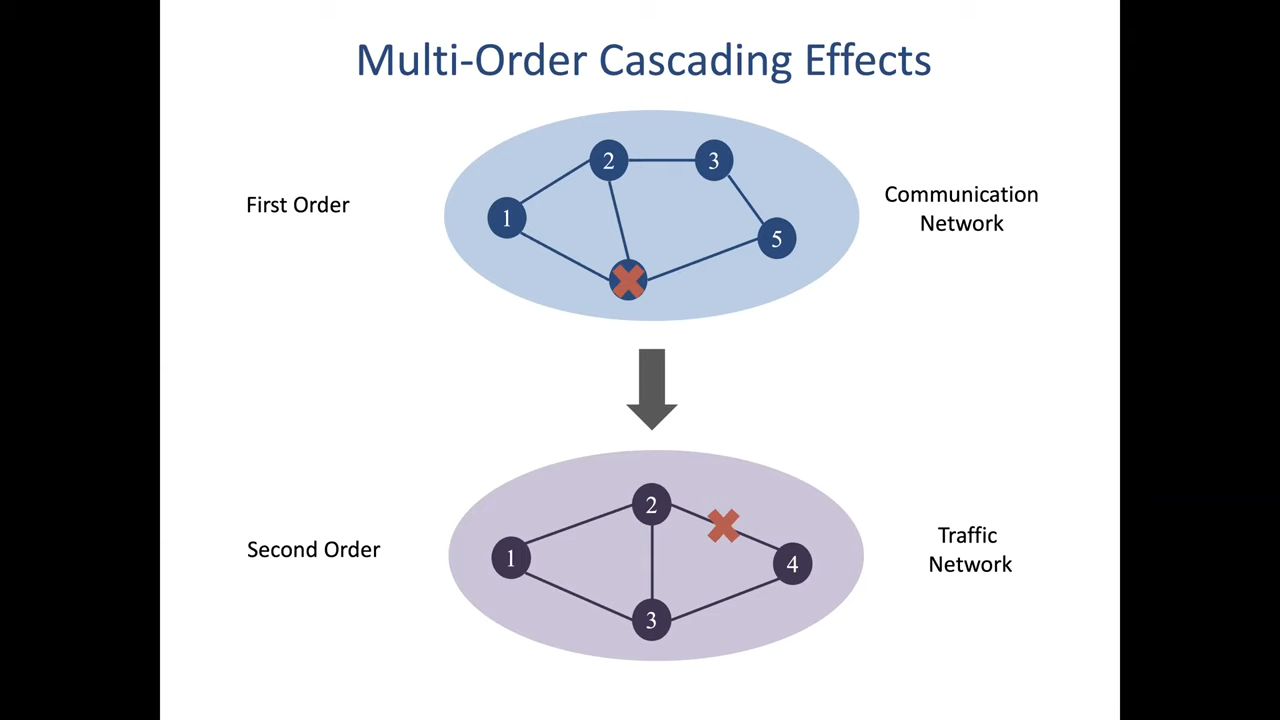 Multi-Order Cascading Effects
First Order
2
3
1
5
Communication
Network
Second Order
2
1
4
3
Traffic
Network